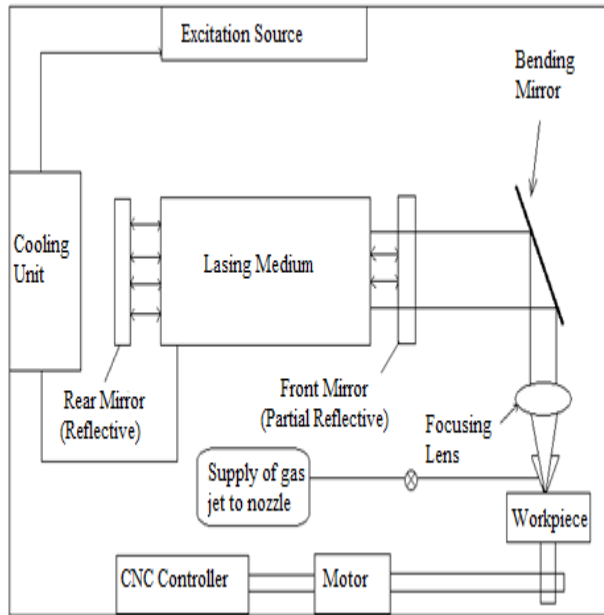 Excitation Source
Bending
Mirror
Cooling
Unit
Lasing Medium
Rear Mirror
(Reflective)
Front Mirror
(Partial Reflective)
Focusing
Lens
Supply of gas
jet to nozzle
Workpiece
CNC Controller
Motor